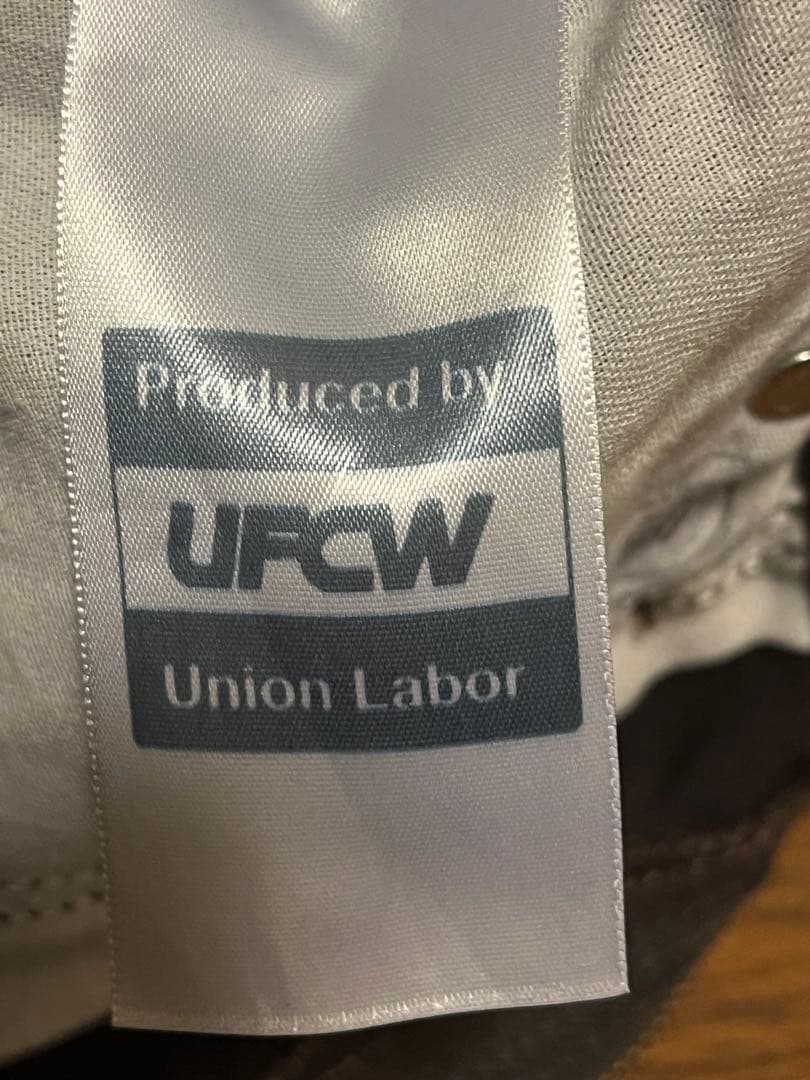 Produced by
UFCW
Union Labor